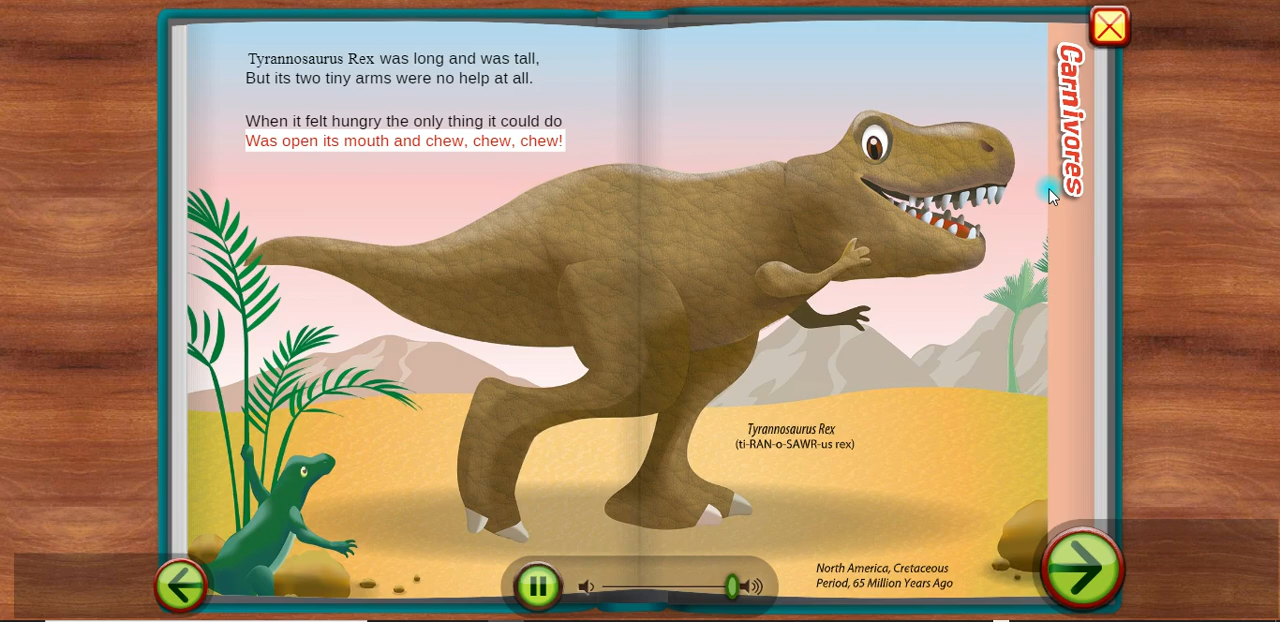 Tyrannosaurus Rex was long and was tall,
But its two tiny arms were no help at all.
When it felt hungry the only thing it could do
Was open its mouth and chew, chew, chew!
Carnivores
Tyrannosaurus Rex
(ti-RAN-o-SAWR-us rex)
North America, Cretaceous
Period, 65 Million Years Ago